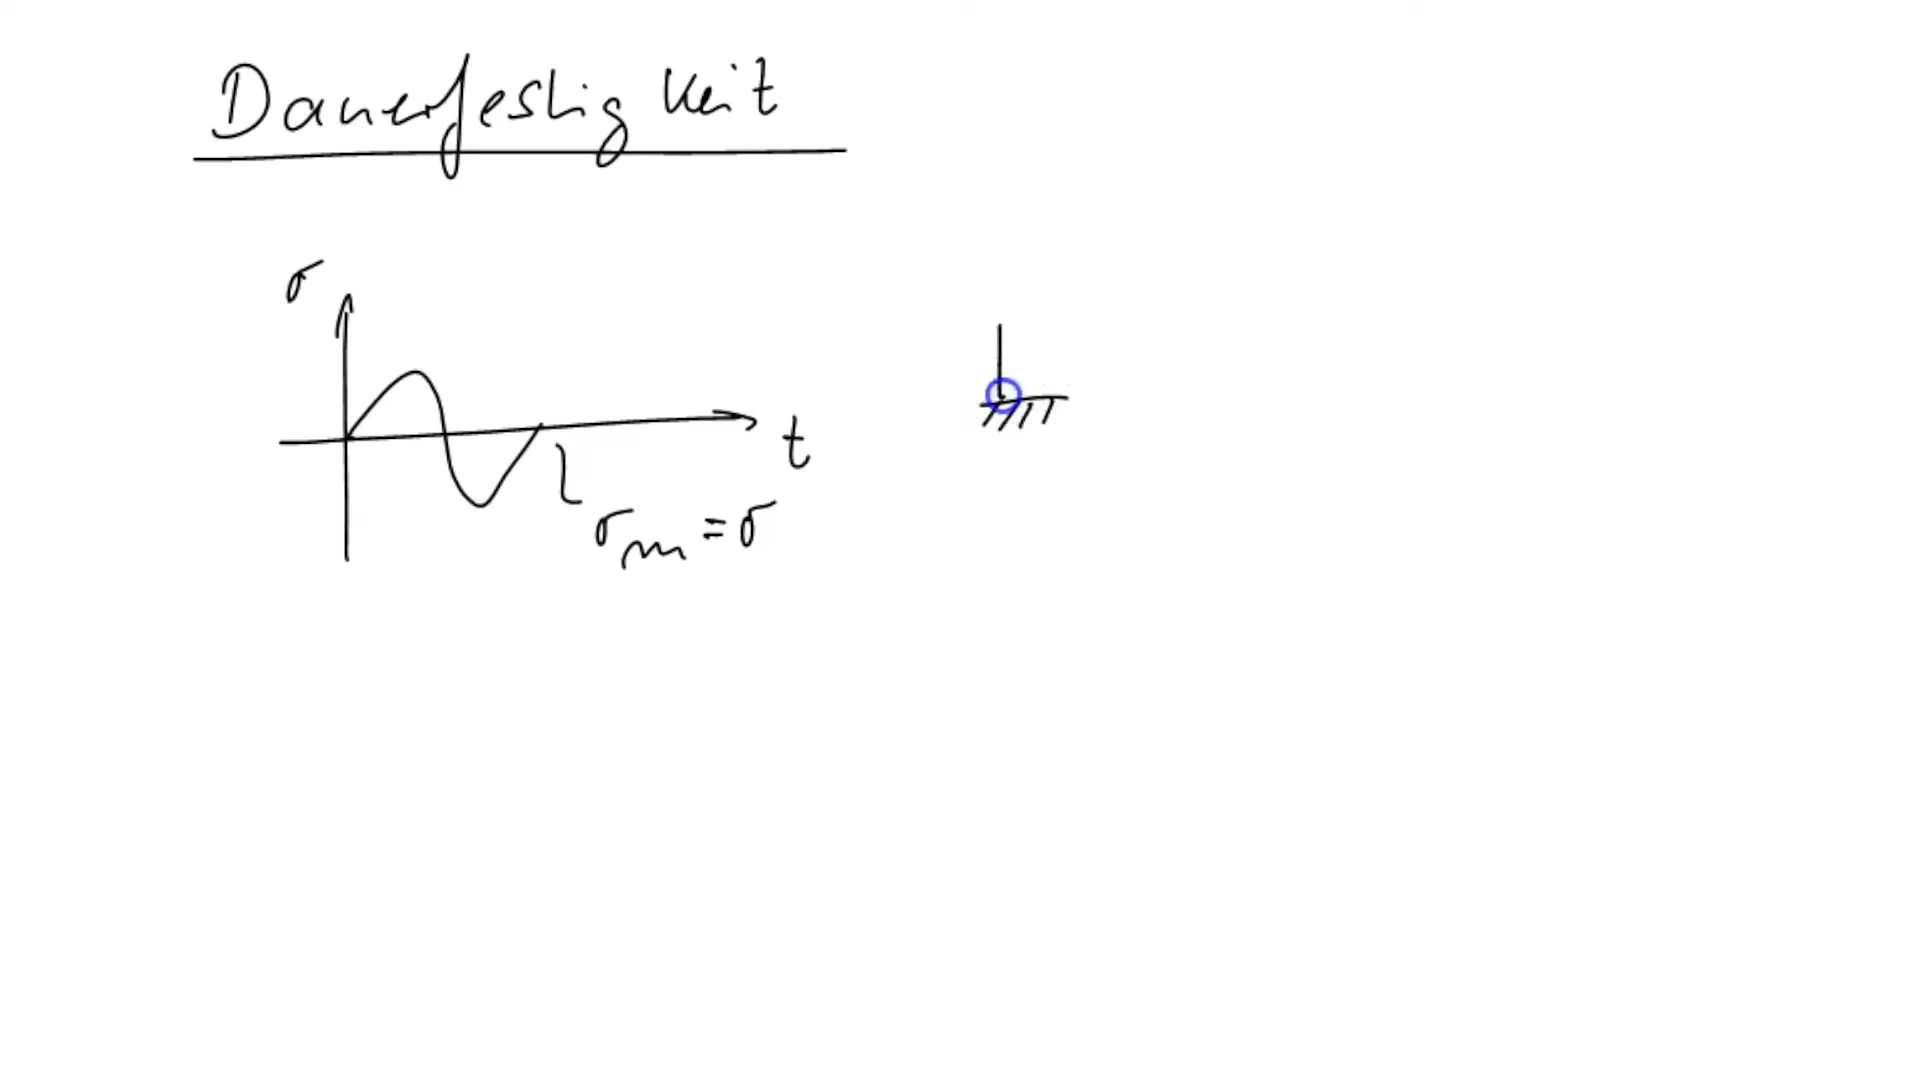 Dauerfestigkeit
σ
t
σm = σ